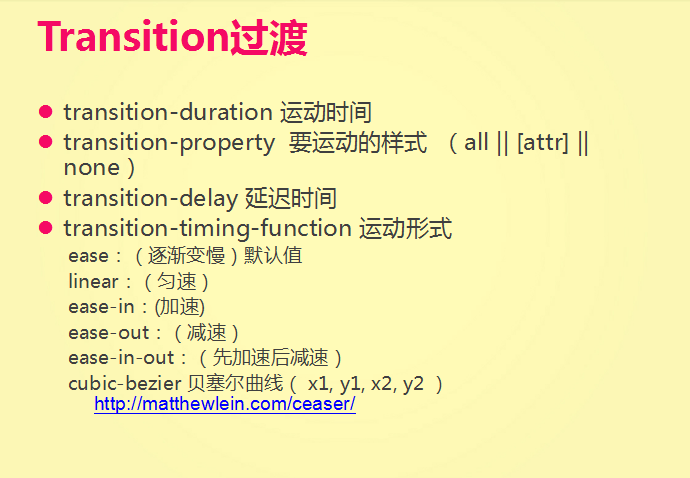 Transition过渡
transition-duration 运动时间
transition-property 要运动的样式 （all || [attr] ||
none）
transition-delay 延迟时间
transition-timing-function 运动形式
ease：（逐渐变慢）默认值
linear：（匀速）
ease-in：(加速)
ease-out：（减速）
ease-in-out：（先加速后减速）
cubic-bezier 贝塞尔曲线（ x1, y1, x2, y2 ）
http://matthewlein.com/ceaser/